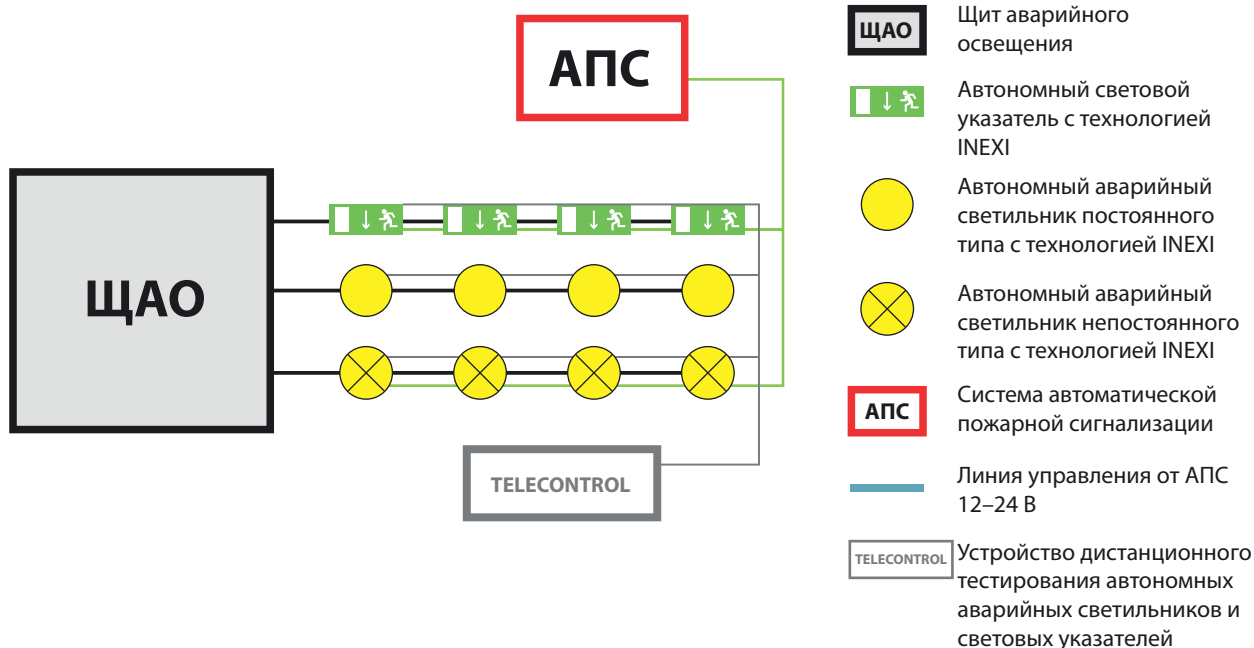 АПС
ЩАО
TELECONTROL
ЩАО
Щит аварийного
освещения
Автономный световой
указатель с технологией
INEXI
Автономный аварийный
светильник постоянного
типа с технологией INEXI
Автономный аварийный
светильник непостоянного
типа с технологией INEXI
АПС
Система автоматической
пожарной сигнализации
Линия управления от АПС
12–24 В
TELECONTROL
Устройство дистанционного
тестирования автономных
аварийных светильников и
световых указателей